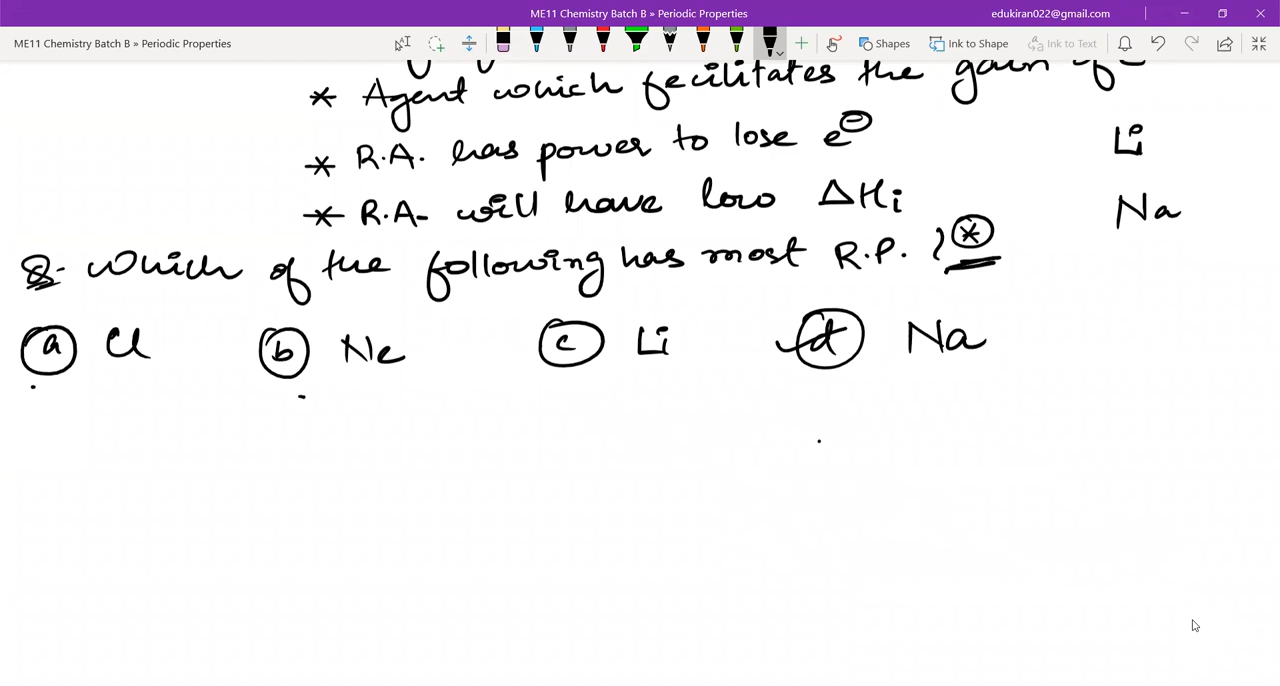 ME11 Chemistry Batch B » Periodic Properties
edukiran022@gmail.com
ME11 Chemistry Batch B » Periodic Properties
Shapes
Ink to Shape
Ink to Text
* Agent which fecilitates the gain of
* R.A. has power to lose e⊖
Li
* R.A- will have low ΔHi
Na
Q- which of the following has most R.P. ? *
a Cl b Ne c Li d Na